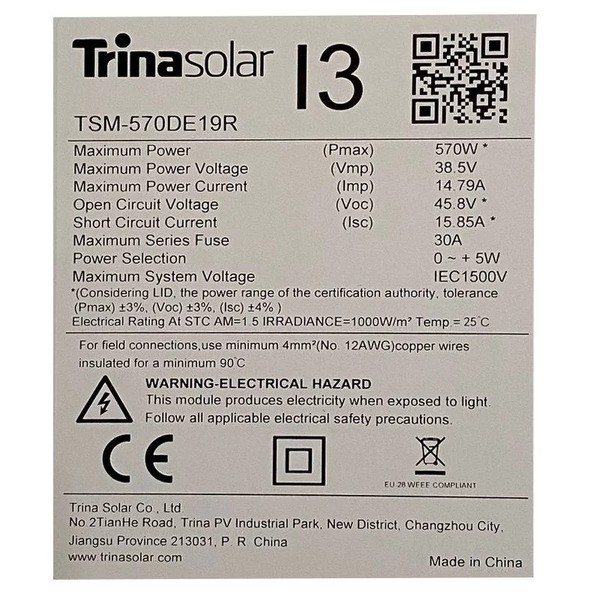 Trinasolar I3
TSM-570DE19R
Maximum Power (Pmax) 570W *
Maximum Power Voltage (Vmp) 38.5V
Maximum Power Current (Imp) 14.79A
Open Circuit Voltage (Voc) 45.8V *
Short Circuit Current (Isc) 15.85A *
Maximum Series Fuse 30A
Power Selection 0 ~ + 5W
Maximum System Voltage IEC1500V
*(Considering LID, the power range of the certification authority, tolerance
(Pmax) ±3%, (Voc) ±3%, (Isc) ±4% )
Electrical Rating At STC AM=1.5 IRRADIANCE=1000W/m² Temp.= 25°C
For field connections,use minimum 4mm²(No. 12AWG)copper wires
insulated for a minimum 90°C
WARNING-ELECTRICAL HAZARD
This module produces electricity when exposed to light.
Follow all applicable electrical safety precautions.
CE
EU 28 WEEE COMPLIANT
Trina Solar Co., Ltd
No.2TianHe Road, Trina PV Industrial Park, New District, Changzhou City,
Jiangsu Province 213031, P. R. China
www.trinasolar.com
Made in China